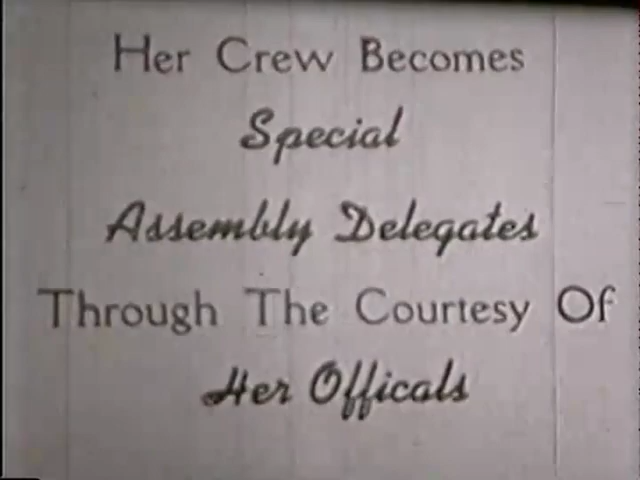 Her Crew Becomes
Special
Assembly Delegates
Through The Courtesy Of
Her Officals